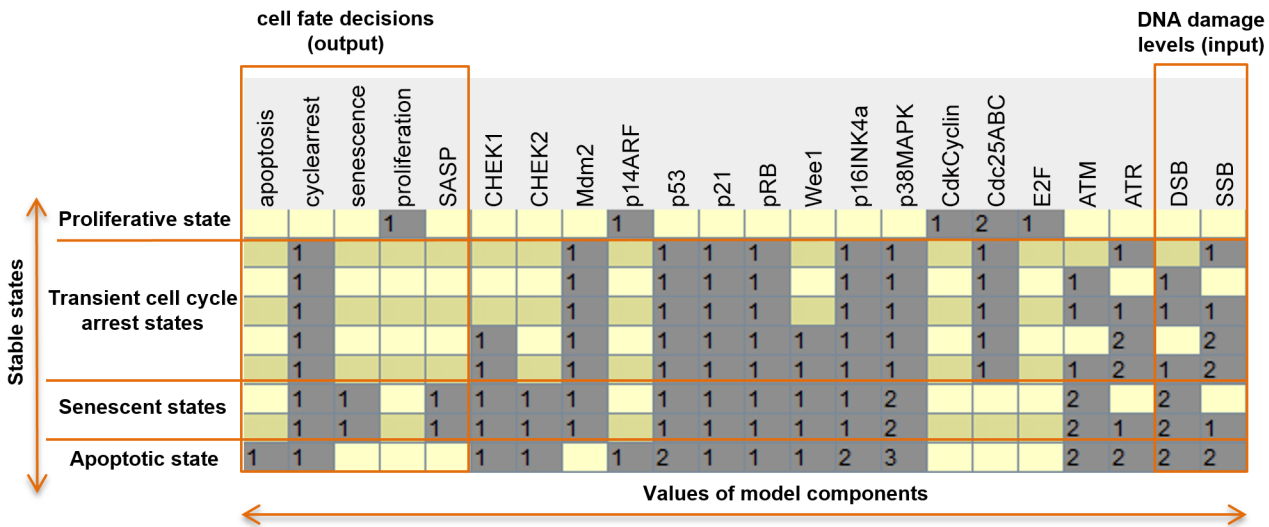 cell fate decisions
(output)
DNA damage
levels (input)
apoptosis
cyclearrest
senescence
proliferation
SASP
CHEK1
CHEK2
Mdm2
p14ARF
p53
p21
pRB
Wee1
p16INK4a
p38MAPK
CdkCyclin
Cdc25ABC
E2F
ATM
ATR
DSB
SSB
Stable states
Proliferative state
1 1 1 2 1
Transient cell cycle
arrest states
1 1 1 1 1 1 1 1 1 1
1 1 1 1 1 1 1 1 1 1
1 1 1 1 1 1 1 1 1 1 1 1
1 1 1 1 1 1 1 1 1 1 2 2
1 1 1 1 1 1 1 1 1 1 1 2 1 2
Senescent states
1 1 1 1 1 1 1 1 1 1 1 2 2 2
1 1 1 1 1 1 1 1 1 1 1 2 2 1 2 1
Apoptotic state
1 1 1 1 1 2 1 1 1 2 3 2 2 2 2
Values of model components